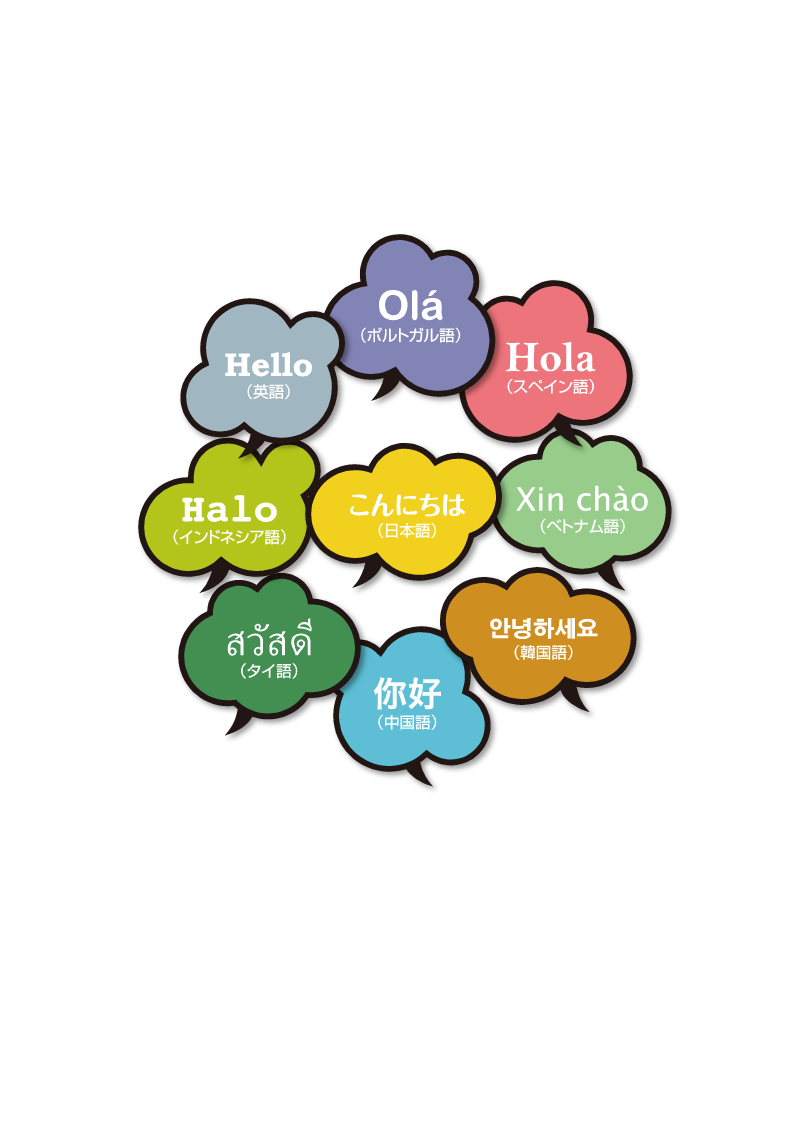 Olá
（ポルトガル語）
Hello
（英語）
Hola
（スペイン語）
Halo
（インドネシア語）
こんにちは
（日本語）
Xin chào
（ベトナム語）
สวัสดี
（タイ語）
안녕하세요
（韓国語）
你好
（中国語）